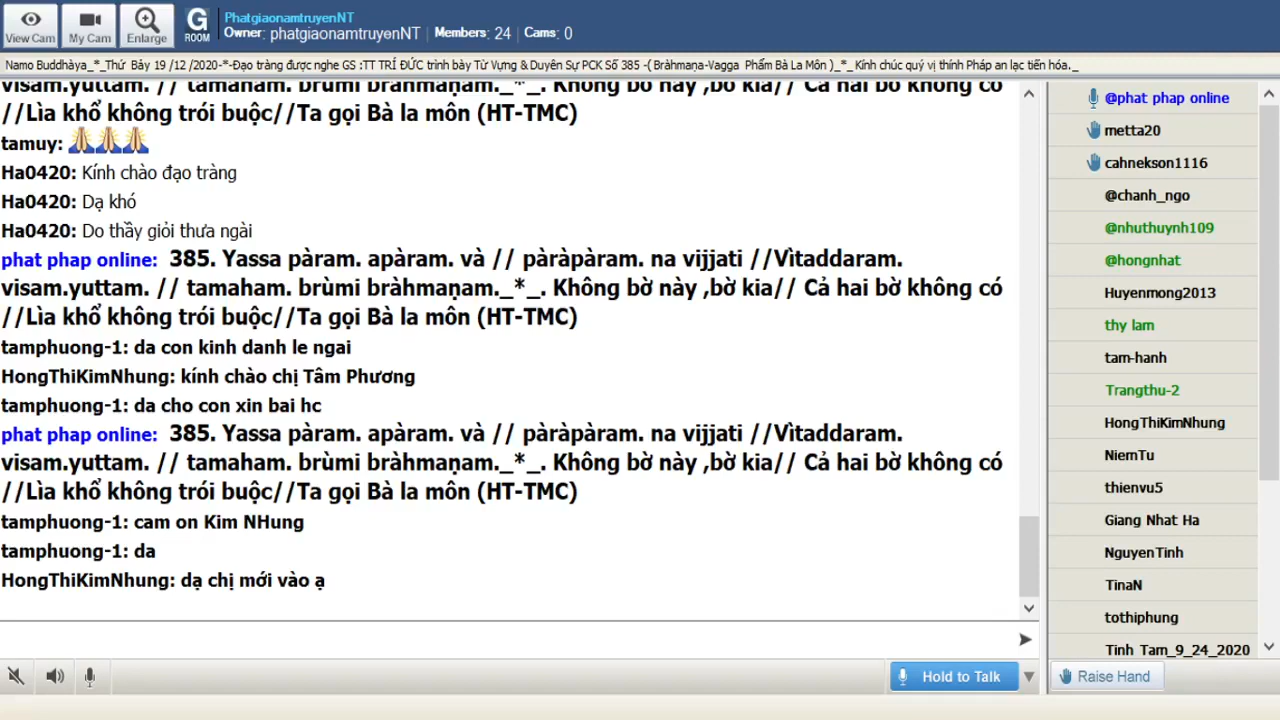 View Cam
My Cam
Enlarge
G
ROOM
PhatgiaonamtruyenNT
Owner: phatgiaonamtruyenNT | Members: 24 | Cams: 0
Namo Buddhàya_*_Thứ Bảy 19 /12 /2020-*-Đạo tràng được nghe GS :TT TRÍ ĐỨC trình bày Từ Vựng & Duyên Sự PCK Số 385 -( Bràhmaṇa-Vagga Phẩm Bà La Môn )_*_ Kính chúc quý vị thính Pháp an lạc tiến hóa._
visam.yuttam. // tamaham. brùmi bràhmaṇam._*_. Không bờ này ,bờ kia// Cả hai bờ không có
//Lìa khổ không trói buộc//Ta gọi Bà la môn (HT-TMC)
tamuy:
Ha0420: Kính chào đạo tràng
Ha0420: Dạ khó
Ha0420: Do thầy giỏi thưa ngài
phat phap online: 385. Yassa pàram. apàram. và // pàràpàram. na vijjati //Vìtaddaram.
visam.yuttam. // tamaham. brùmi bràhmaṇam._*_. Không bờ này ,bờ kia// Cả hai bờ không có
//Lìa khổ không trói buộc//Ta gọi Bà la môn (HT-TMC)
tamphuong-1: da con kinh danh le ngai
HongThiKimNhung: kính chào chị Tâm Phương
tamphuong-1: da cho con xin bai hc
phat phap online: 385. Yassa pàram. apàram. và // pàràpàram. na vijjati //Vìtaddaram.
visam.yuttam. // tamaham. brùmi bràhmaṇam._*_. Không bờ này ,bờ kia// Cả hai bờ không có
//Lìa khổ không trói buộc//Ta gọi Bà la môn (HT-TMC)
tamphuong-1: cam on Kim NHung
tamphuong-1: da
HongThiKimNhung: dạ chị mới vào ạ
@phat phap online
metta20
cahnekson1116
@chanh_ngo
@nhuthuynh109
@hongnhat
Huyenmong2013
thy lam
tam-hanh
Trangthu-2
HongThiKimNhung
NiemTu
thienvu5
Giang Nhat Ha
NguyenTinh
TinaN
tothiphung
Tinh Tam_9_24_2020
Hold to Talk
Raise Hand